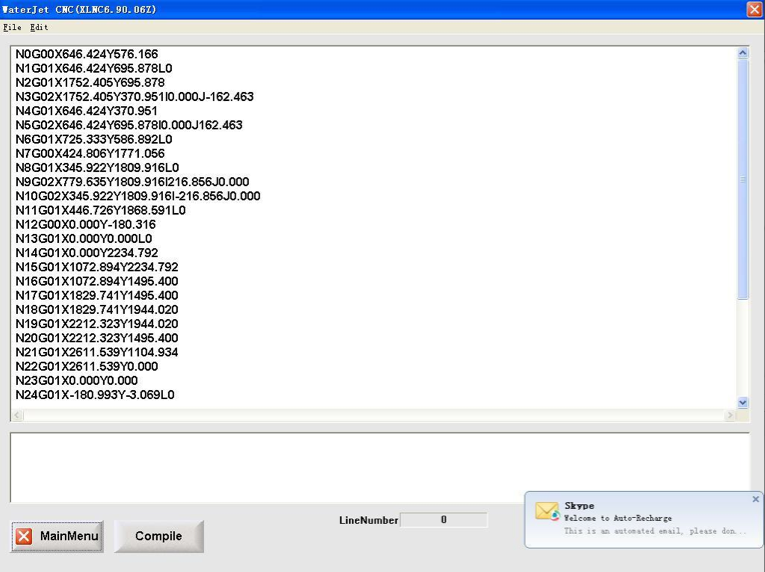 WaterJet CNC(XLNC6.90.06Z)
File Edit
N0G00X646.424Y576.166
N1G01X646.424Y695.878L0
N2G01X1752.405Y695.878
N3G02X1752.405Y370.951I0.000J-162.463
N4G01X646.424Y370.951
N5G02X646.424Y695.878I0.000J162.463
N6G01X725.333Y586.892L0
N7G00X424.806Y1771.056
N8G01X345.922Y1809.916L0
N9G02X779.635Y1809.916I216.856J0.000
N10G02X345.922Y1809.916I-216.856J0.000
N11G01X446.726Y1868.591L0
N12G00X0.000Y-180.316
N13G01X0.000Y0.000L0
N14G01X0.000Y2234.792
N15G01X1072.894Y2234.792
N16G01X1072.894Y1495.400
N17G01X1829.741Y1495.400
N18G01X1829.741Y1944.020
N19G01X2212.323Y1944.020
N20G01X2212.323Y1495.400
N21G01X2611.539Y1104.934
N22G01X2611.539Y0.000
N23G01X0.000Y0.000
N24G01X-180.993Y-3.069L0
LineNumber 0
MainMenu Compile
Skype
Welcome to Auto-Recharge
This is an automated email, please don...